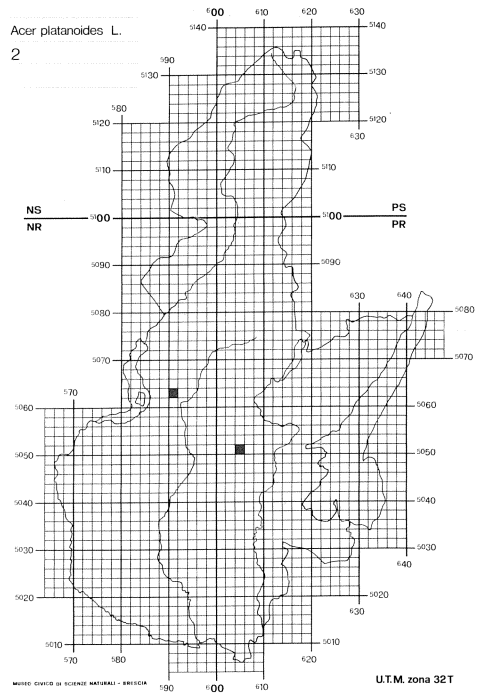 Acer platanoides L.
2
600 610 620 630
5140 5140
590
5130 5130
580
5120 5120
630
5110 5110
NS 5100 5100 PS
NR PR
5090 5090
630 640
5080 5080
5070 5070
570
5060 5060
5050 5050
5040 5040
5030 5030
640
5020 5020
630
5010 5010
570 580 620
590 600 610
MUSEO CIVICO DI SCIENZE NATURALI - BRESCIA
U.T.M. zona 32T